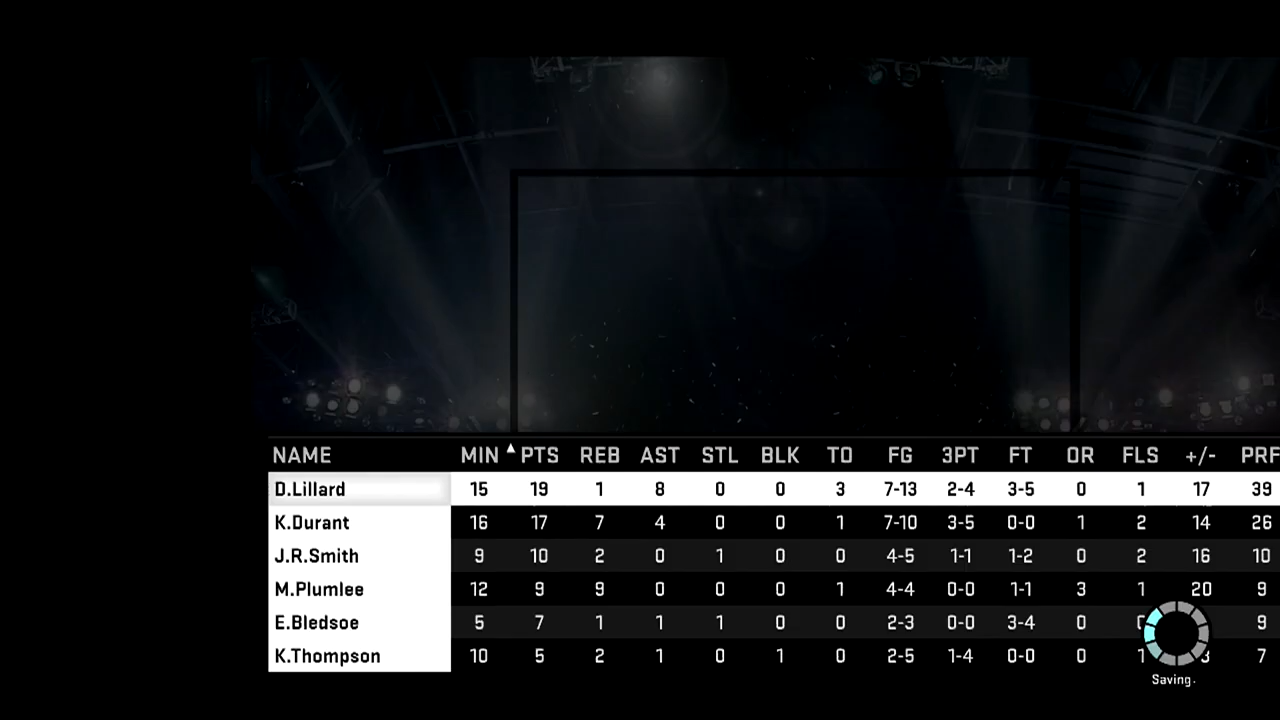 NAME MIN PTS REB AST STL BLK TO FG 3PT FT OR FLS +/- PRF
D.Lillard 15 19 1 8 0 0 3 7-13 2-4 3-5 0 1 17 39
K.Durant 16 17 7 4 0 0 1 7-10 3-5 0-0 1 2 14 26
J.R.Smith 9 10 2 0 1 0 0 4-5 1-1 1-2 0 2 16 10
M.Plumlee 12 9 9 0 0 0 1 4-4 0-0 1-1 3 1 20 9
E.Bledsoe 5 7 1 1 1 0 0 2-3 0-0 3-4 0 9
K.Thompson 10 5 2 1 0 1 0 2-5 1-4 0-0 0 1 7
Saving.